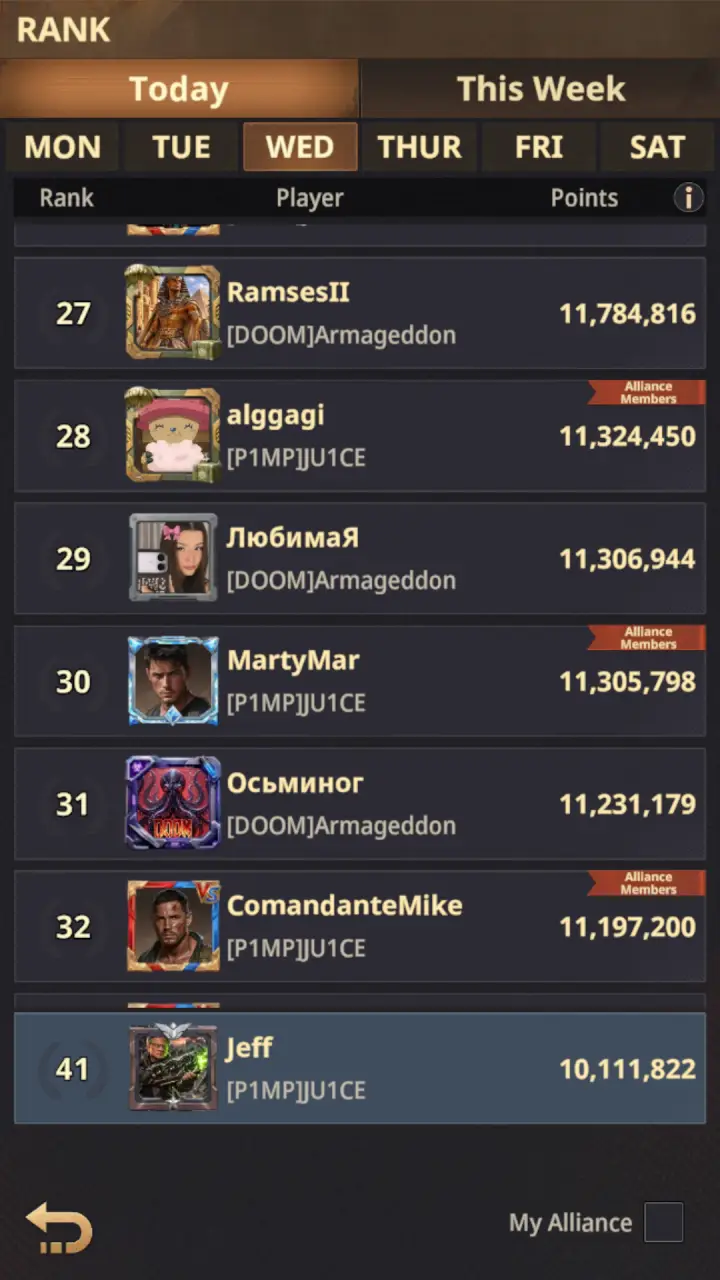 RANK
Today
This Week
MON
TUE
WED
THUR
FRI
SAT
Rank
Player
Points
i
27
RamsesII
[DOOM]Armageddon
11,784,816
28
alggagi
[P1MP]JU1CE
Alliance
Members
11,324,450
29
ЛюбимаЯ
[DOOM]Armageddon
11,306,944
30
MartyMar
[P1MP]JU1CE
Alliance
Members
11,305,798
31
DOOM
Осьминог
[DOOM]Armageddon
11,231,179
32
VS
ComandanteMike
[P1MP]JU1CE
Alliance
Members
11,197,200
41
Jeff
[P1MP]JU1CE
10,111,822
My Alliance